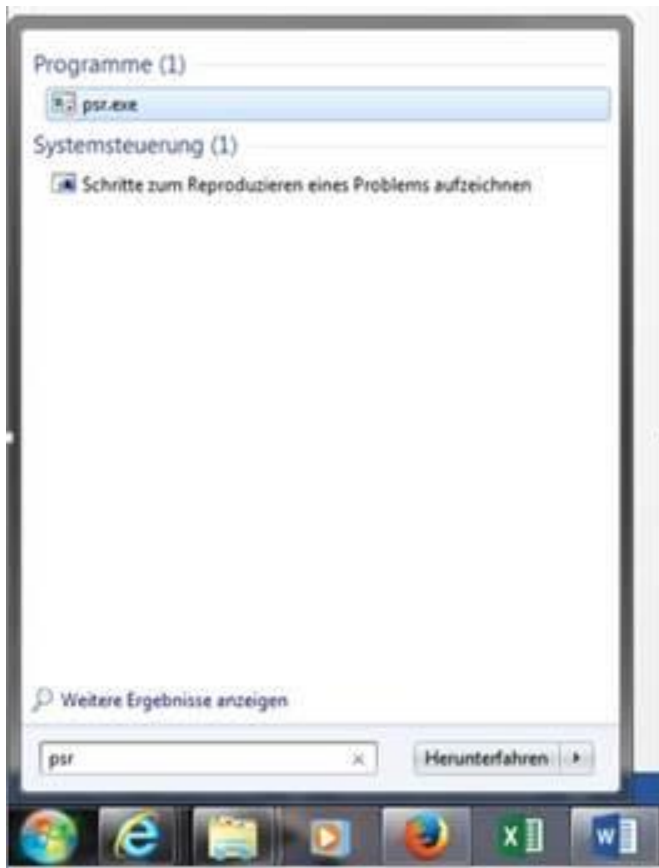 Programme (1)
psr.exe
Systemsteuerung (1)
Schritte zum Reproduzieren eines Problems aufzeichnen
Weitere Ergebnisse anzeigen
psr
Herunterfahren